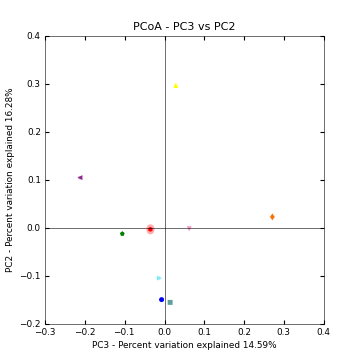 PCoA - PC3 vs PC2
0.4
0.3
0.2
0.1
0.0
−0.1
−0.2
PC2 - Percent variation explained 16.28%
−0.3 −0.2 −0.1 0.0 0.1 0.2 0.3 0.4
PC3 - Percent variation explained 14.59%